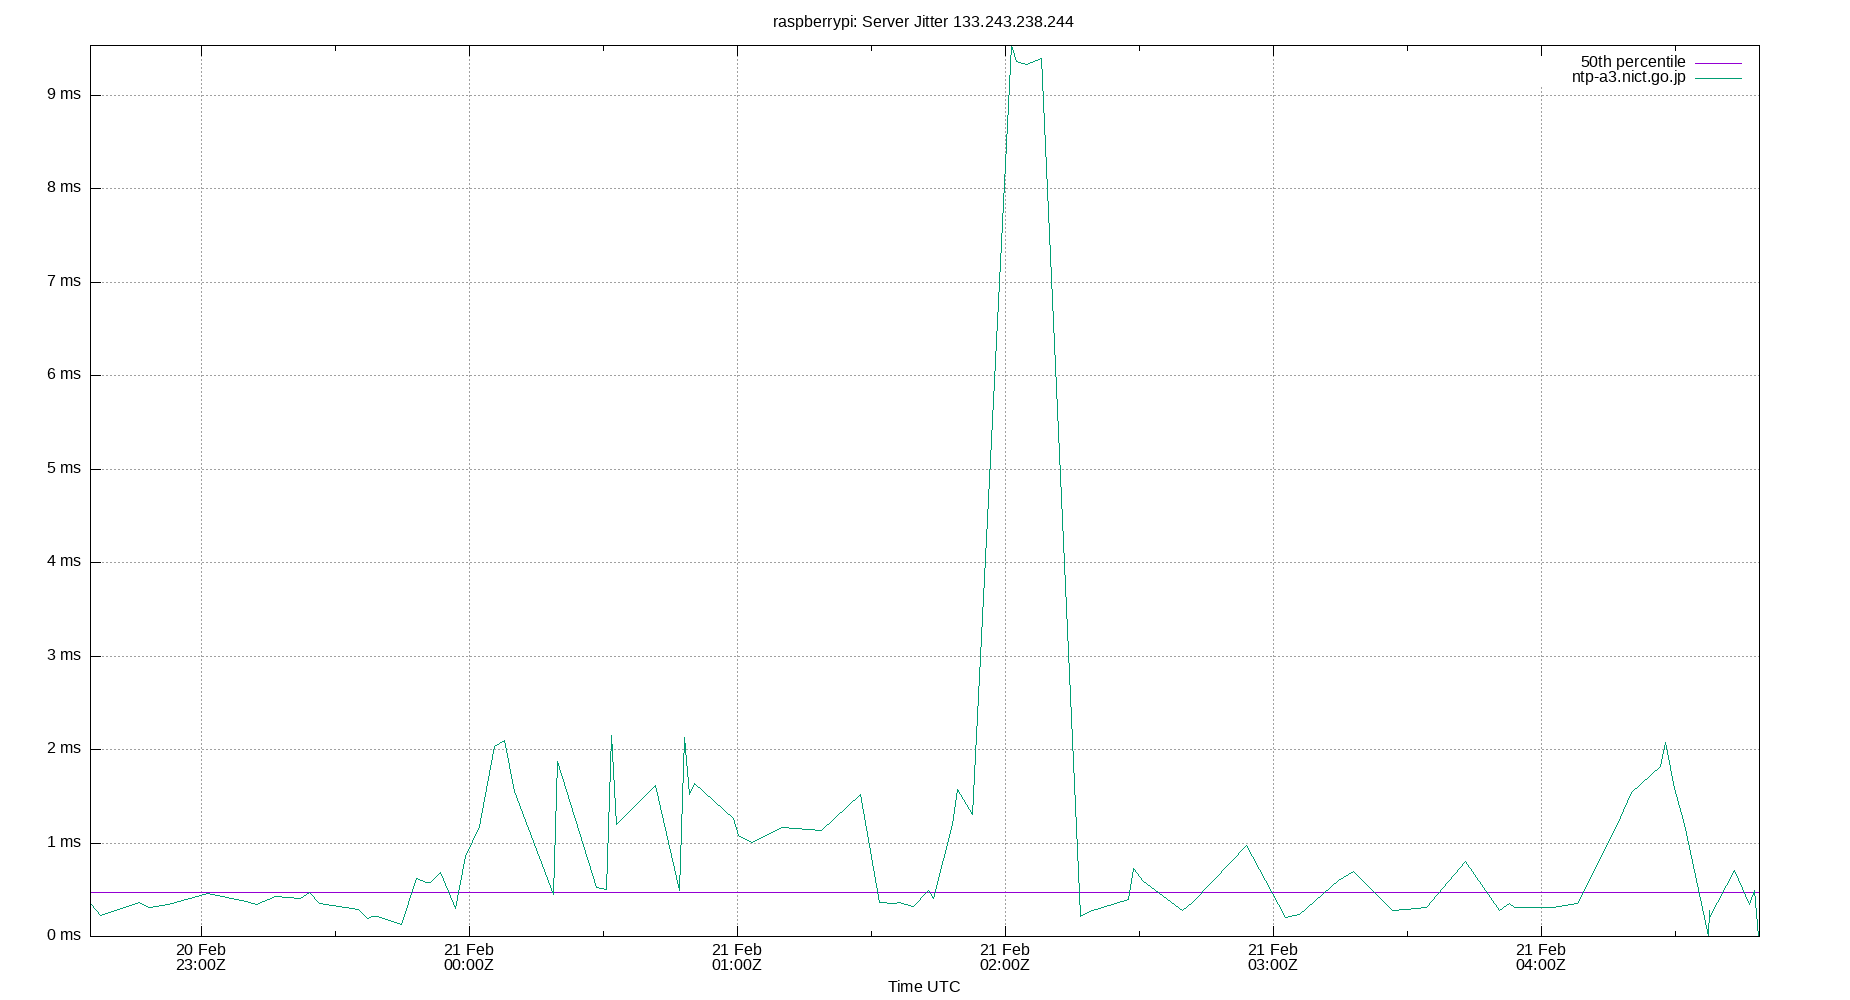 raspberrypi: Server Jitter 133.243.238.244
50th percentile
ntp-a3.nict.go.jp
9 ms
8 ms
7 ms
6 ms
5 ms
4 ms
3 ms
2 ms
1 ms
0 ms
20 Feb 21 Feb 21 Feb 21 Feb 21 Feb 21 Feb
23:00Z 00:00Z 01:00Z 02:00Z 03:00Z 04:00Z
Time UTC